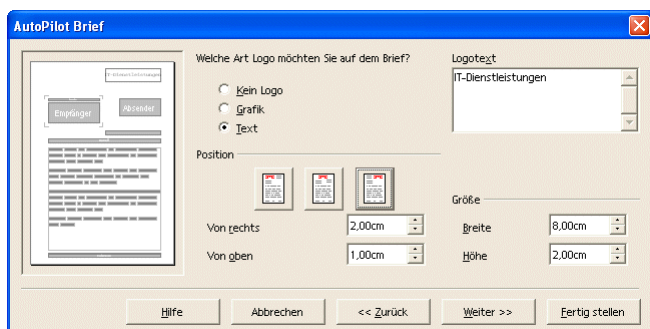 AutoPilot Brief
IT-Dienstleistungen
Empfänger
Absender
Welche Art Logo möchten Sie auf dem Brief?
Kein Logo
Grafik
Text
Logotext
IT-Dienstleistungen
Position
Von rechts 2,00cm
Von oben 1,00cm
Größe
Breite 8,00cm
Höhe 2,00cm
Hilfe
Abbrechen
<< Zurück
Weiter >>
Fertig stellen